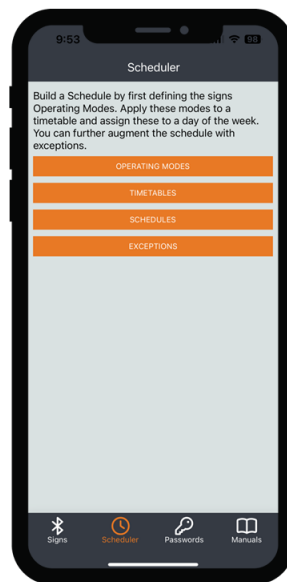 9:53
98
Scheduler
Build a Schedule by first defining the signs
Operating Modes. Apply these modes to a
timetable and assign these to a day of the week.
You can further augment the schedule with
exceptions.
OPERATING MODES
TIMETABLES
SCHEDULES
EXCEPTIONS
Signs
Scheduler
Passwords
Manuals